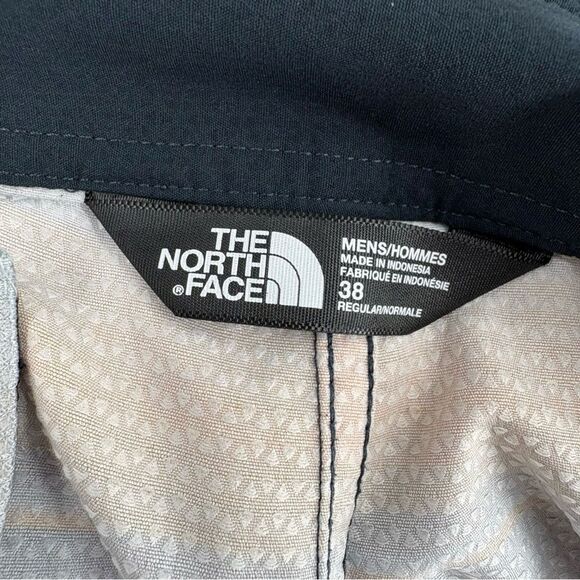 THE
NORTH
®FACE
MENS/HOMMES
MADE IN INDONESIA
FABRIQUÉ EN INDONÉSIE
38
REGULAR/NORMALE